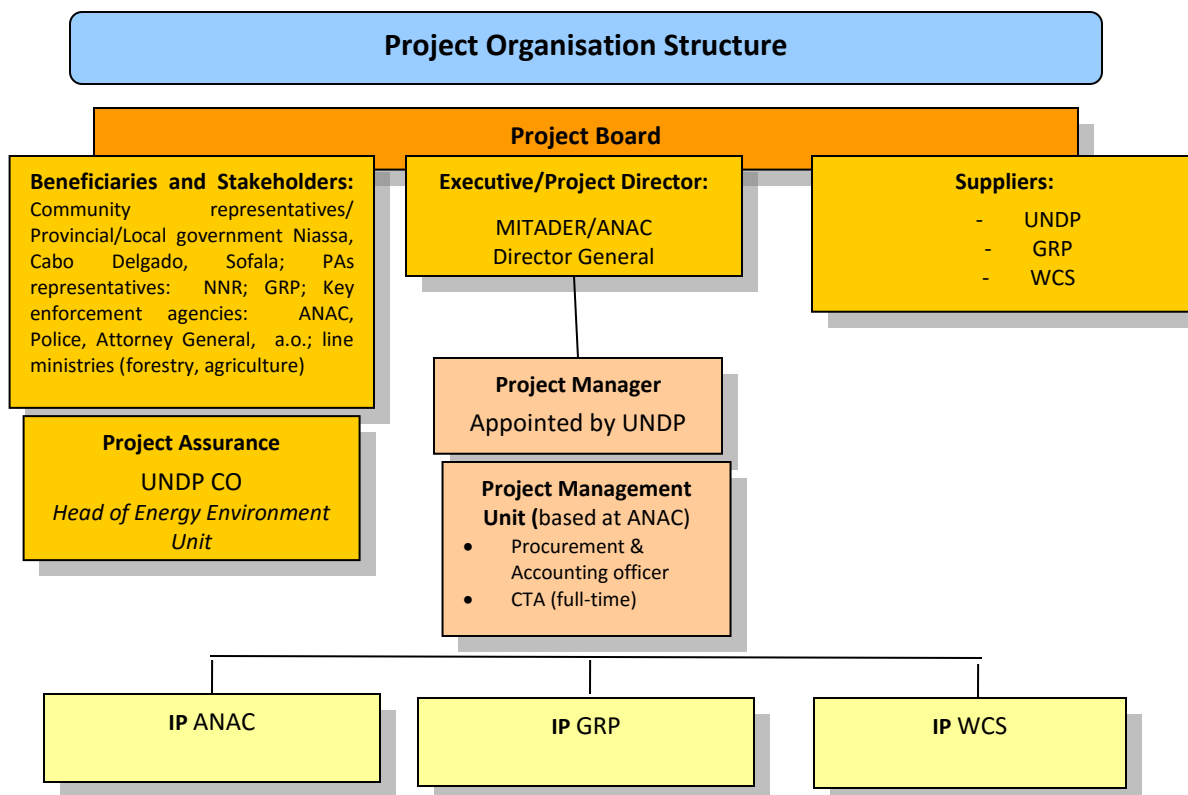 Project Organisation Structure
Project Board
Beneficiaries and Stakeholders:
Community representatives/
Provincial/Local government Niassa,
Cabo Delgado, Sofala; PAs
representatives: NNR; GRP; Key
enforcement agencies: ANAC,
Police, Attorney General, a.o.; line
ministries (forestry, agriculture)
Executive/Project Director:
MITADER/ANAC
Director General
Suppliers:
- UNDP
- GRP
- WCS
Project Assurance
UNDP CO
Head of Energy Environment
Unit
Project Manager
Appointed by UNDP
Project Management
Unit (based at ANAC)
• Procurement &
Accounting officer
• CTA (full-time)
IP ANAC
IP GRP
IP WCS